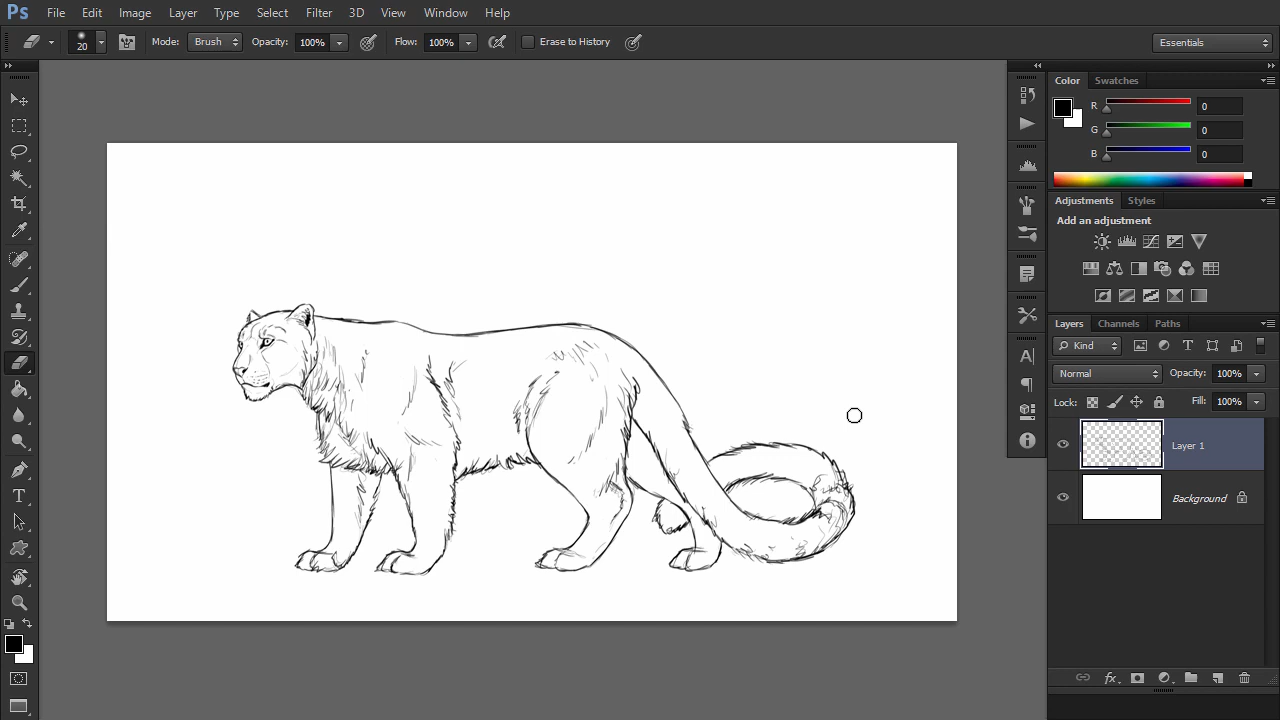 Ps File Edit Image Layer Type Select Filter 3D View Window Help
20 Mode: Brush Opacity: 100% Flow: 100% Erase to History Essentials
Color Swatches
R 0
G 0
B 0
Adjustments Styles
Add an adjustment
Layers Channels Paths
Kind
Normal Opacity: 100%
Lock: Fill: 100%
Layer 1
Background
T
A
fx